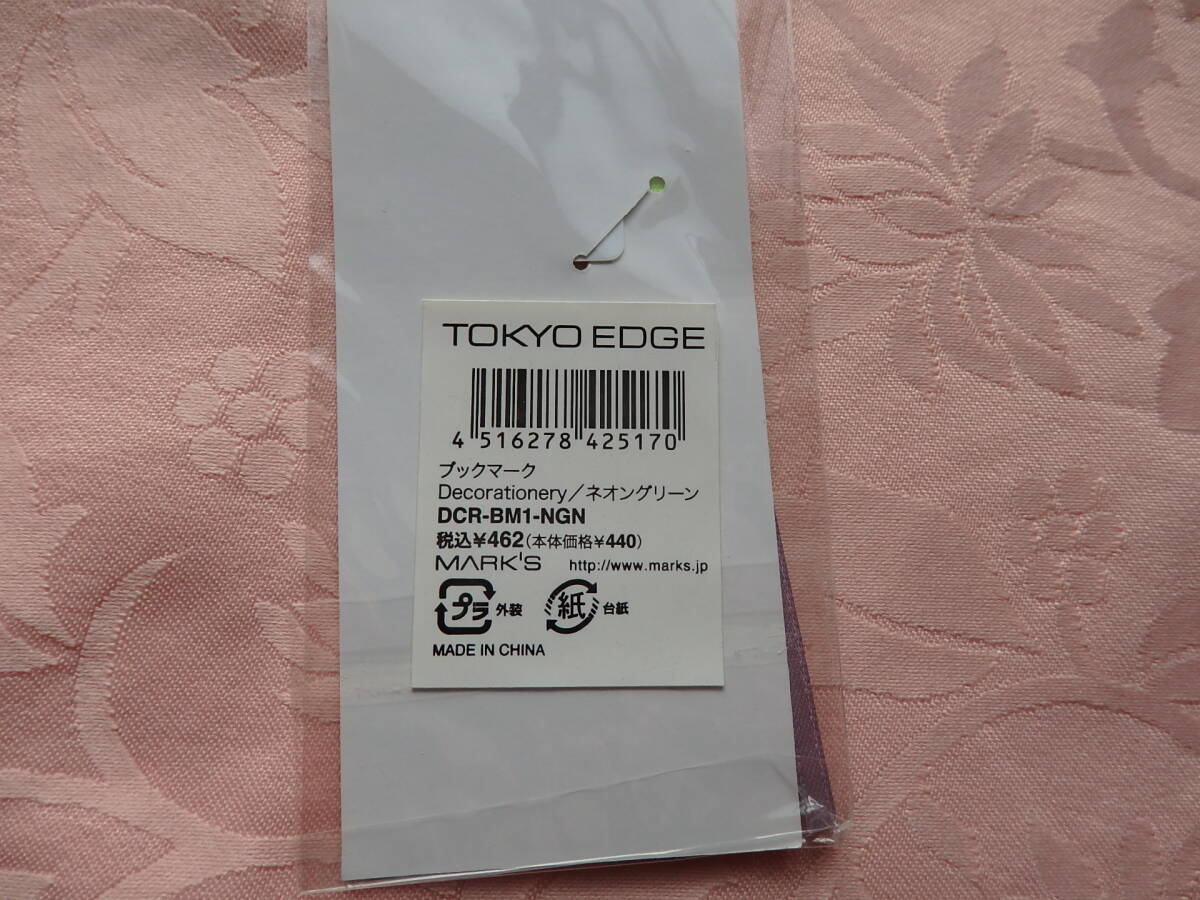 TOKYO EDGE
4 516278 425170
ブックマーク
Decorationery／ネオングリーン
DCR-BM1-NGN
税込¥462(本体価格¥440)
MARK'S http://www.marks.jp
プラ 外装 紙 台紙
MADE IN CHINA